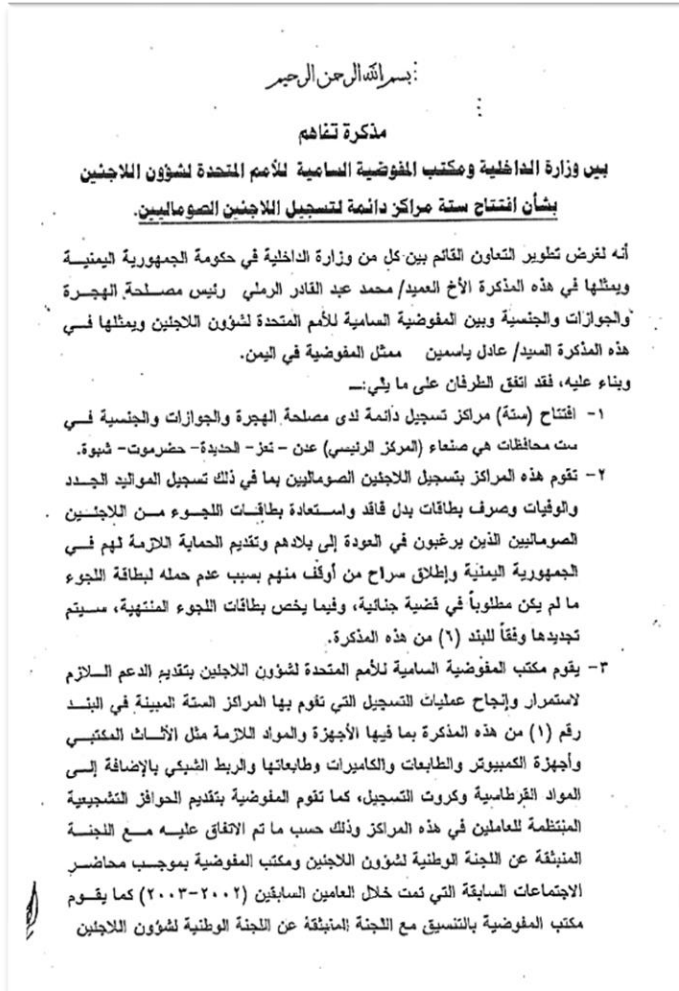 بسم الله الرحمن الرحيم
مذكرة تفاهم
بين وزارة الداخلية ومكتب المفوضية السامية للأمم المتحدة لشؤون اللاجئين
بشأن افتتاح ستة مراكز دائمة لتسجيل اللاجئين الصوماليين.
أنه لغرض تطوير التعاون القائم بين كل من وزارة الداخلية في حكومة الجمهورية اليمنية
ويمثلها في هذه المذكرة الأخ العميد/ محمد عبد القادر الرملي رئيس مصلحة الهجرة
والجوازات والجنسية وبين المفوضية السامية للأمم المتحدة لشؤون اللاجئين ويمثلها في
هذه المذكرة السيد/ عادل ياسمين ممثل المفوضية في اليمن.
وبناء عليه، فقد اتفق الطرفان على ما يلي:ــ
١- افتتاح (ستة) مراكز تسجيل دائمة لدى مصلحة الهجرة والجوازات والجنسية في
ست محافظات هي صنعاء (المركز الرئيسي) عدن – تعز- الحديدة- حضرموت- شبوة.
٢- تقوم هذه المراكز بتسجيل اللاجئين الصوماليين بما في ذلك تسجيل المواليد الجدد
والوفيات وصرف بطاقات بدل فاقد واستعادة بطاقات اللجوء من اللاجئين
الصوماليين الذين يرغبون في العودة إلى بلادهم وتقديم الحماية اللازمة لهم في
الجمهورية اليمنية وإطلاق سراح من أوقف منهم بسبب عدم حمله لبطاقة اللجوء
ما لم يكن مطلوباً في قضية جنائية، وفيما يخص بطاقات اللجوء المنتهية، سيتم
تجديدها وفقاً للبند (٦) من هذه المذكرة.
٣- يقوم مكتب المفوضية السامية للأمم المتحدة لشؤون اللاجئين بتقديم الدعم اللازم
لاستمرار وإنجاح عمليات التسجيل التي تقوم بها المراكز الستة المبينة في البند
رقم (١) من هذه المذكرة بما فيها الأجهزة والمواد اللازمة مثل الأثاث المكتبي
وأجهزة الكمبيوتر والطابعات والكاميرات وطابعاتها والربط الشبكي بالإضافة إلى
المواد القرطاسية وكروت التسجيل، كما تقوم المفوضية بتقديم الحوافز التشجيعية
المنتظمة للعاملين في هذه المراكز وذلك حسب ما تم الاتفاق عليه مع اللجنة
المنبثقة عن اللجنة الوطنية لشؤون اللاجئين ومكتب المفوضية بموجب محاضر
الاجتماعات السابقة التي تمت خلال العامين السابقين (٢٠٠٢-٢٠٠٣) كما يقوم
مكتب المفوضية بالتنسيق مع اللجنة المنبثقة عن اللجنة الوطنية لشؤون اللاجئين